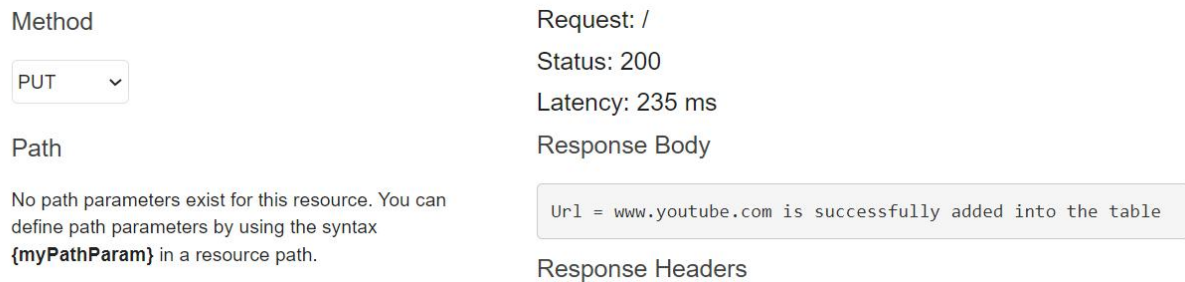 Method
PUT
Path
No path parameters exist for this resource. You can
define path parameters by using the syntax
{myPathParam} in a resource path.
Request: /
Status: 200
Latency: 235 ms
Response Body
Url = www.youtube.com is successfully added into the table
Response Headers